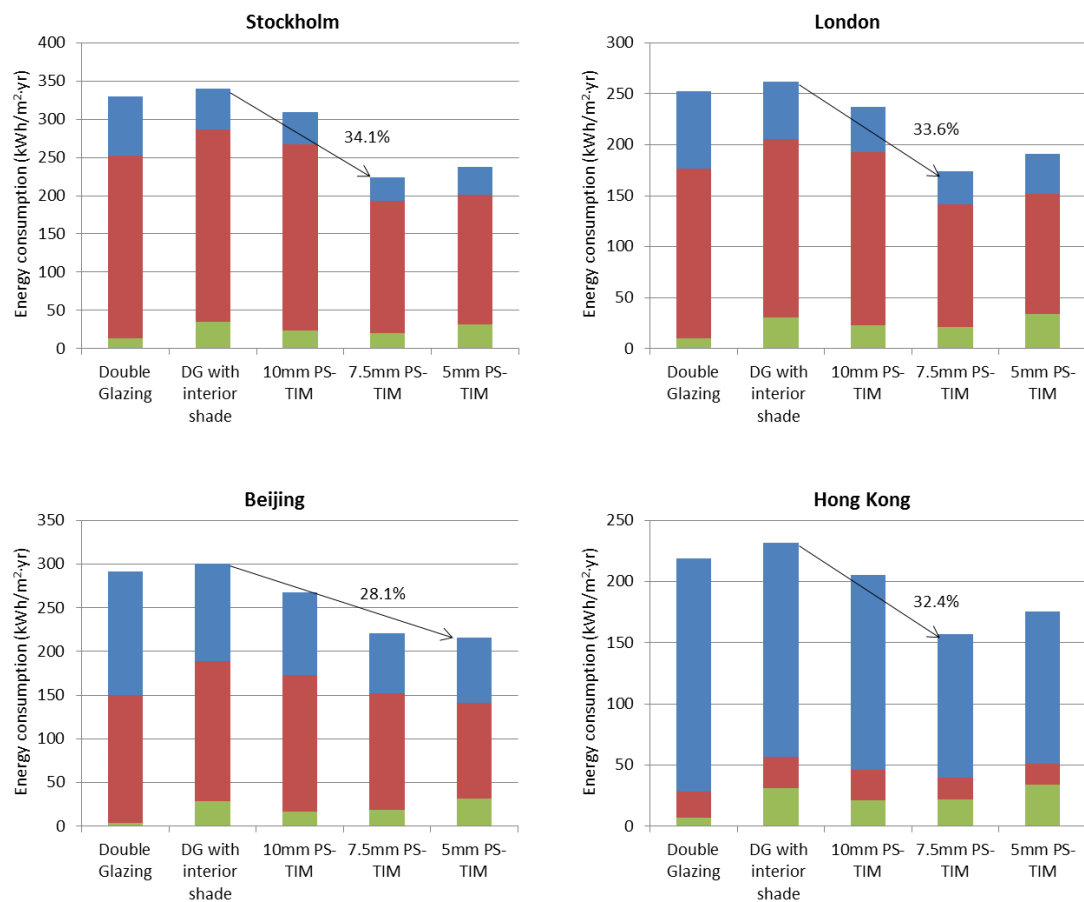 Stockholm
Energy consumption (kWh/m²·yr)
400
350
300
250
200
150
100
50
0
34.1%
Double Glazing
DG with interior shade
10mm PS-TIM
7.5mm PS-TIM
5mm PS-TIM
London
Energy consumption (kWh/m²·yr)
300
250
200
150
100
50
0
33.6%
Double Glazing
DG with interior shade
10mm PS-TIM
7.5mm PS-TIM
5mm PS-TIM
Beijing
Energy consumption (kWh/m²·yr)
350
300
250
200
150
100
50
0
28.1%
Double Glazing
DG with interior shade
10mm PS-TIM
7.5mm PS-TIM
5mm PS-TIM
Hong Kong
Energy consumption (kWh/m²·yr)
250
200
150
100
50
0
32.4%
Double Glazing
DG with interior shade
10mm PS-TIM
7.5mm PS-TIM
5mm PS-TIM